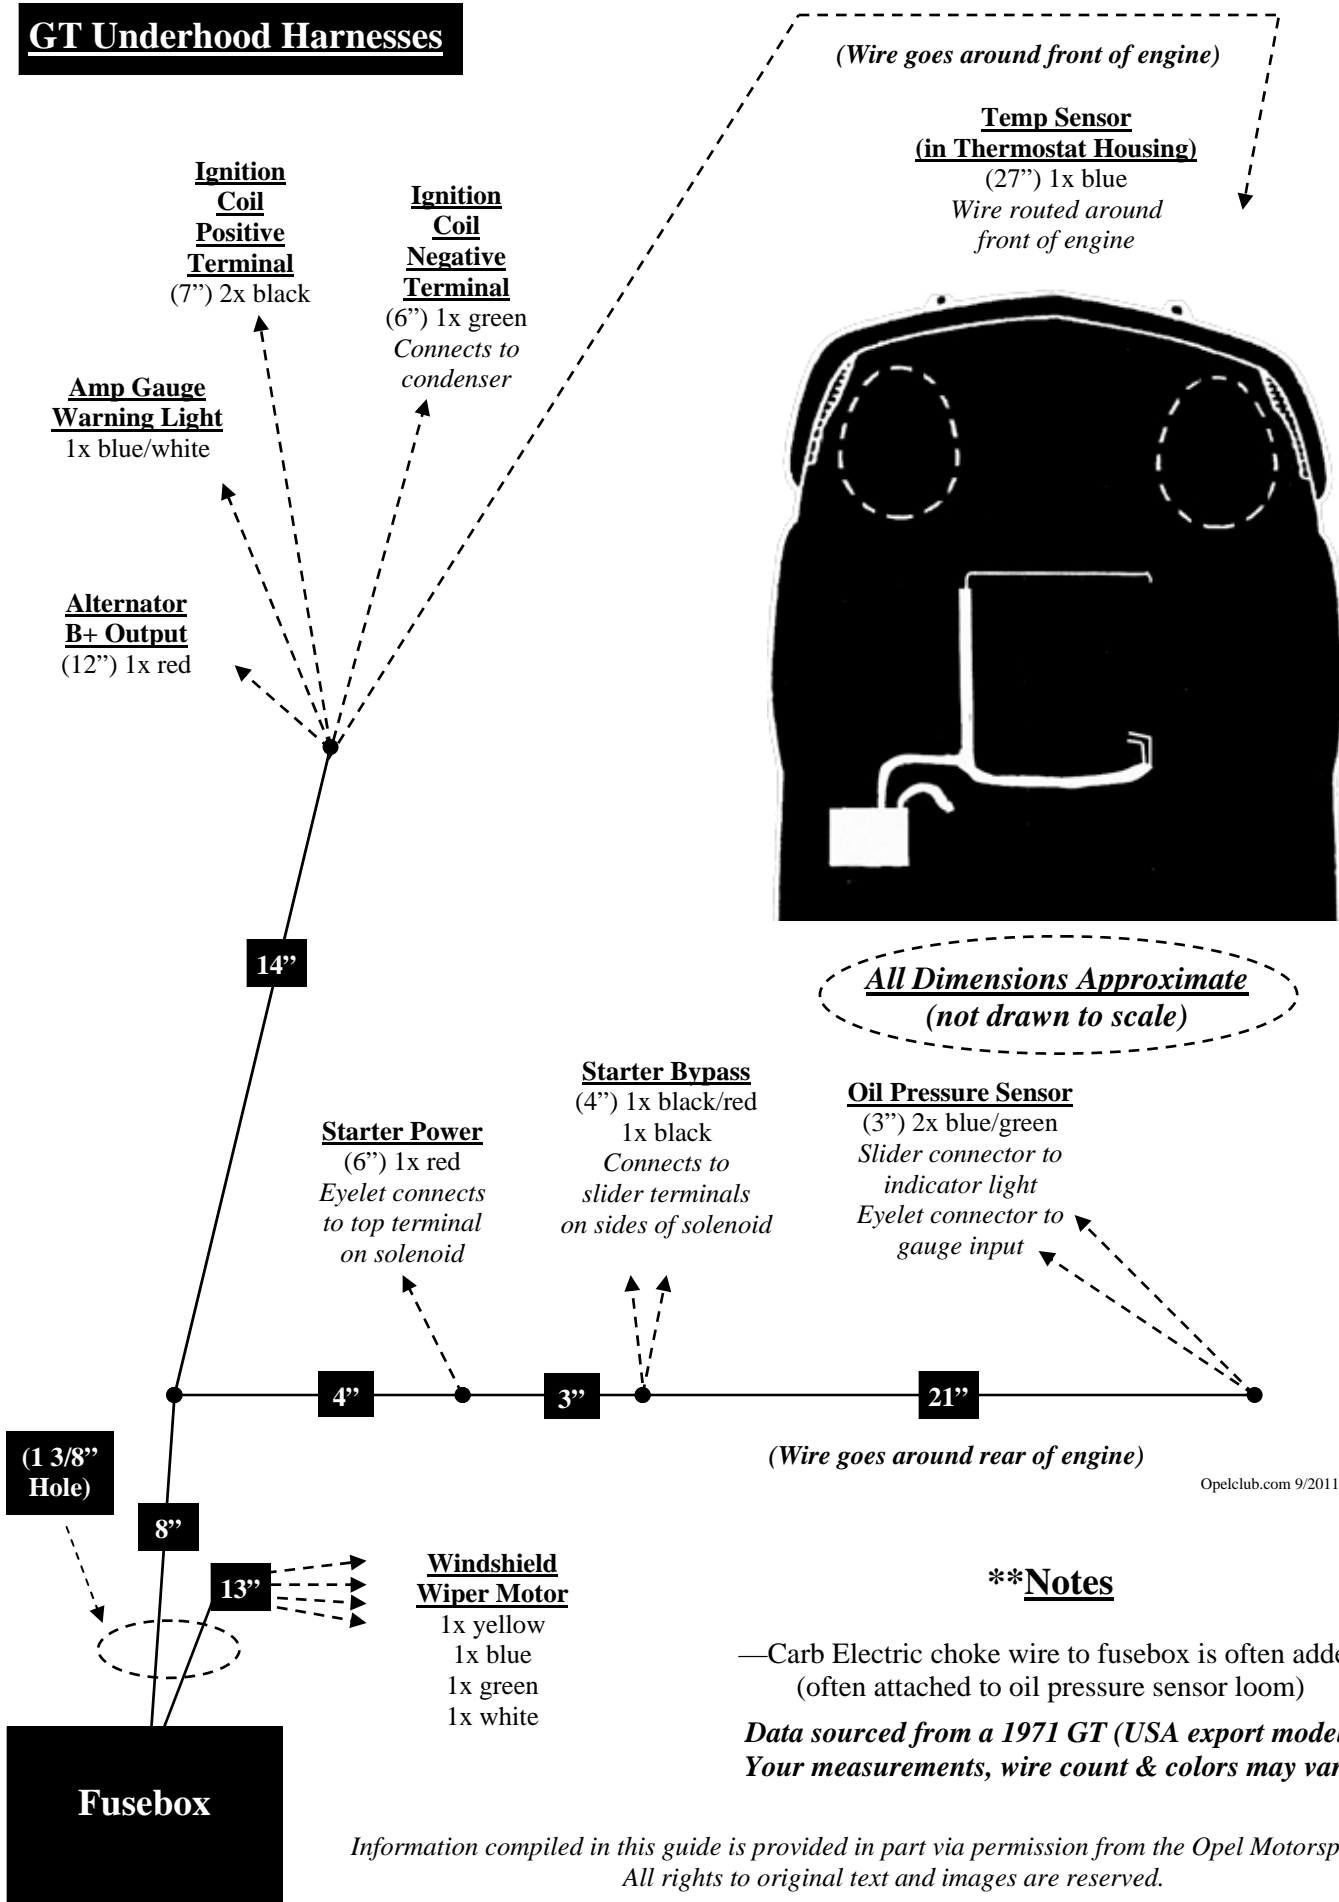 GT Underhood Harnesses
(Wire goes around front of engine)
Temp Sensor
(in Thermostat Housing)
(27”) 1x blue
Wire routed around
front of engine
Ignition
Coil
Positive
Terminal
(7”) 2x black
Ignition
Coil
Negative
Terminal
(6”) 1x green
Connects to
condenser
Amp Gauge
Warning Light
1x blue/white
Alternator
B+ Output
(12”) 1x red
14”
All Dimensions Approximate
(not drawn to scale)
Starter Power
(6”) 1x red
Eyelet connects
to top terminal
on solenoid
Starter Bypass
(4”) 1x black/red
1x black
Connects to
slider terminals
on sides of solenoid
Oil Pressure Sensor
(3”) 2x blue/green
Slider connector to
indicator light
Eyelet connector to
gauge input
4”
3”
21”
(Wire goes around rear of engine)
Opelclub.com 9/2011
(1 3/8”
Hole)
8”
13”
Windshield
Wiper Motor
1x yellow
1x blue
1x green
1x white
**Notes
—Carb Electric choke wire to fusebox is often adde
(often attached to oil pressure sensor loom)
Data sourced from a 1971 GT (USA export model
Your measurements, wire count & colors may var
Fusebox
Information compiled in this guide is provided in part via permission from the Opel Motorsp
All rights to original text and images are reserved.